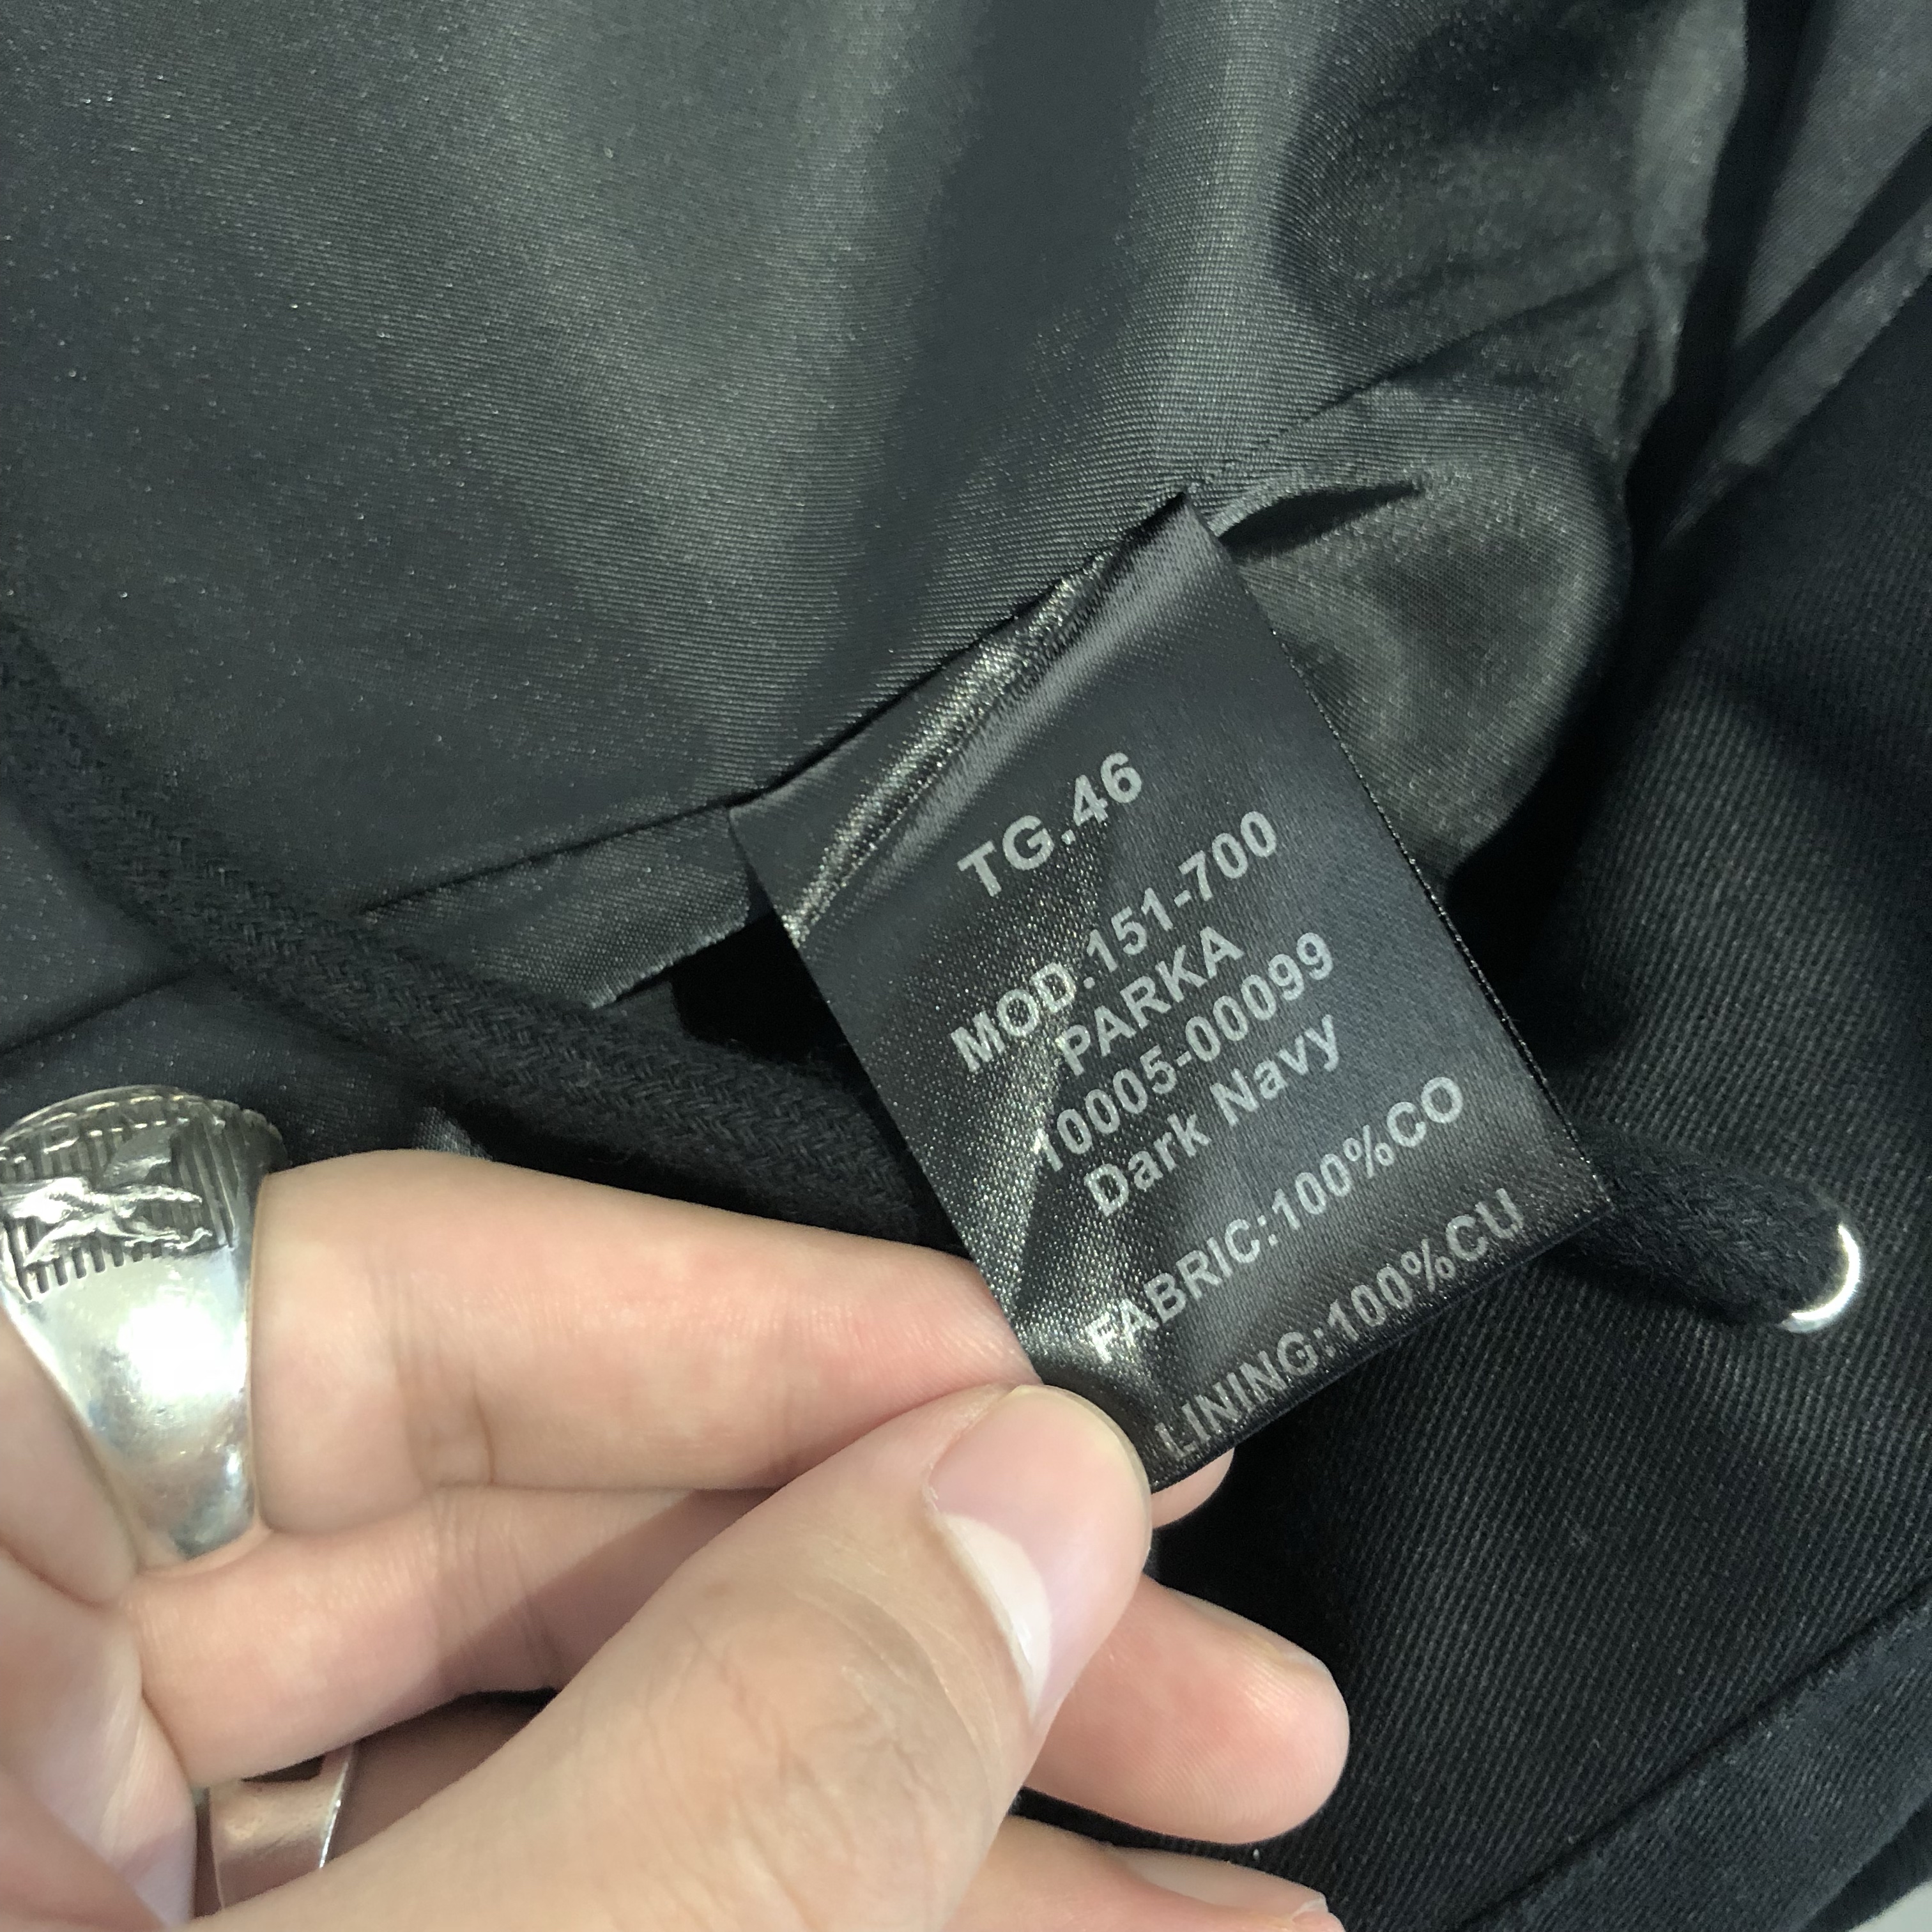 TG.46
MOD.151-700
PARKA
10005-00099
Dark Navy
FABRIC:100%CO
LINING:100%CU